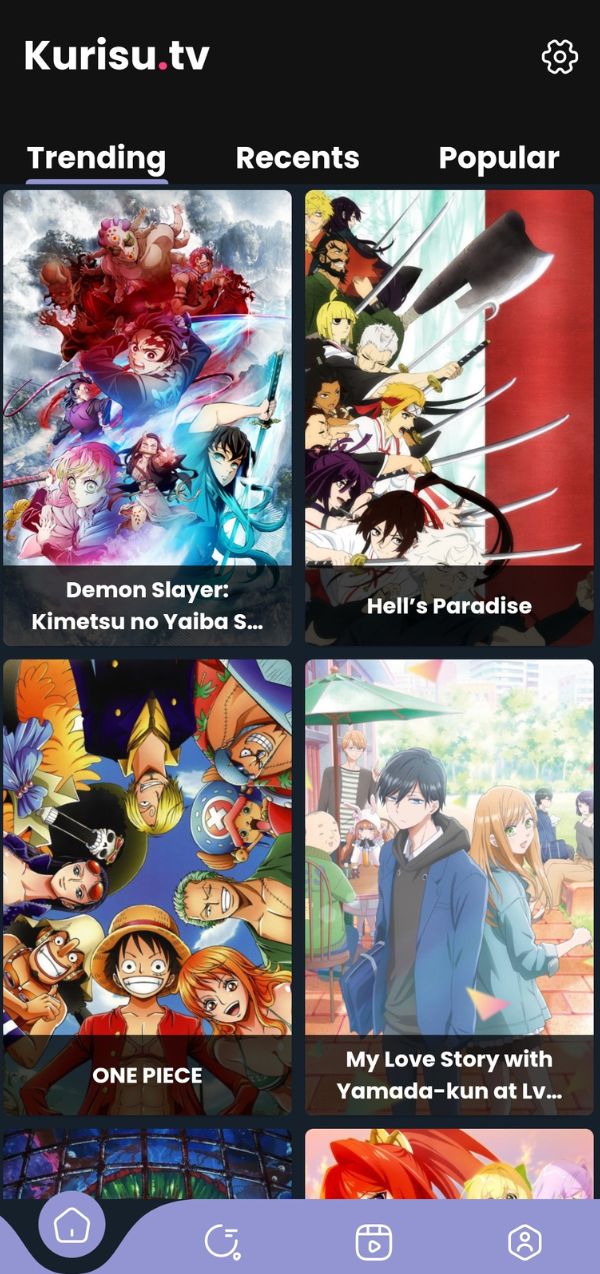 Kurisu.tv
Trending Recents Popular
Demon Slayer:
Kimetsu no Yaiba S...
Hell’s Paradise
ONE PIECE
My Love Story with
Yamada-kun at Lv...